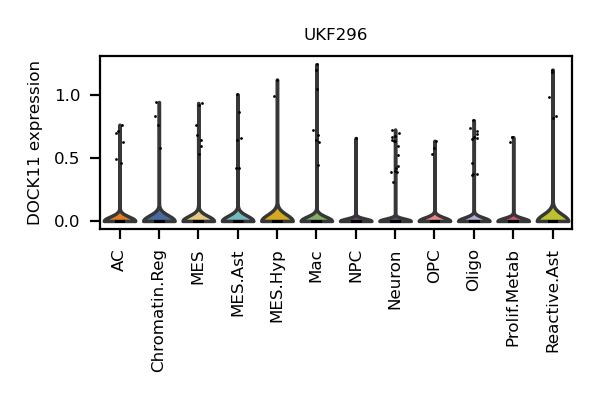 UKF296
DOCK11 expression
1.0
0.5
0.0
AC
Chromatin.Reg
MES
MES.Ast
MES.Hyp
Mac
NPC
Neuron
OPC
Oligo
Prolif.Metab
Reactive.Ast